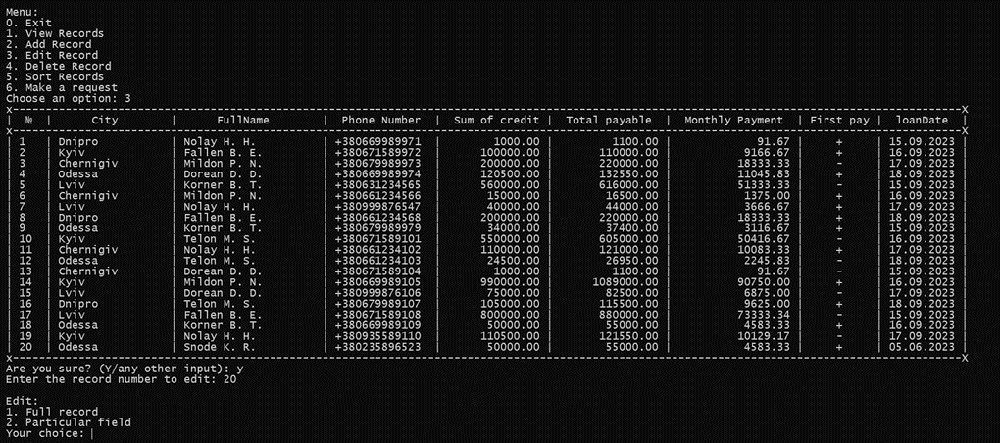 Menu:
0. Exit
1. View Records
2. Add Record
3. Edit Record
4. Delete Record
5. Sort Records
6. Make a request
Choose an option: 3
x---------------------------------------------------------------------------------------------------------------------------------------------------X
|  №  |      City          |      FullName        |  Phone Number  |  Sum of credit |  Total payable  |  Monthly Payment  | First pay |  loanDate  |
x---------------------------------------------------------------------------------------------------------------------------------------------------X
| 1   | Dnipro             | Nolay H. H.          | +380669989971  |        1000.00 |         1100.00 |             91.67 |     +     | 15.09.2023 |
| 2   | Kyiv               | Fallen B. E.         | +380671589972  |      100000.00 |       110000.00 |           9166.67 |     +     | 16.09.2023 |
| 3   | Chernigiv          | Mildon P. N.         | +380679989973  |      200000.00 |       220000.00 |          18333.33 |     -     | 17.09.2023 |
| 4   | Odessa             | Dorean D. D.         | +380669989974  |      120500.00 |       132550.00 |          11045.83 |     +     | 18.09.2023 |
| 5   | Lviv               | Korner B. T.         | +380631234565  |      560000.00 |       616000.00 |          51333.33 |     -     | 15.09.2023 |
| 6   | Chernigiv          | Mildon P. N.         | +380661234566  |       15000.00 |        16500.00 |           1375.00 |     +     | 16.09.2023 |
| 7   | Lviv               | Nolay H. H.          | +380999876547  |       40000.00 |        44000.00 |           3666.67 |     +     | 17.09.2023 |
| 8   | Dnipro             | Fallen B. E.         | +380661234568  |      200000.00 |       220000.00 |          18333.33 |     +     | 18.09.2023 |
| 9   | Odessa             | Korner B. T.         | +380679989979  |       34000.00 |        37400.00 |           3116.67 |     +     | 15.09.2023 |
| 10  | Kyiv               | Telon M. S.          | +380671589101  |      550000.00 |       605000.00 |          50416.67 |     -     | 16.09.2023 |
| 11  | Chernigiv          | Nolay H. H.          | +380661234102  |      110000.00 |       121000.00 |          10083.33 |     +     | 17.09.2023 |
| 12  | Odessa             | Telon M. S.          | +380661234103  |       24500.00 |        26950.00 |           2245.83 |     -     | 18.09.2023 |
| 13  | Chernigiv          | Dorean D. D.         | +380671589104  |        1000.00 |         1100.00 |             91.67 |     -     | 15.09.2023 |
| 14  | Kyiv               | Mildon P. N.         | +380669989105  |      990000.00 |      1089000.00 |          90750.00 |     +     | 16.09.2023 |
| 15  | Lviv               | Dorean D. D.         | +380999876106  |       75000.00 |        82500.00 |           6875.00 |     -     | 17.09.2023 |
| 16  | Dnipro             | Telon M. S.          | +380679989107  |      105000.00 |       115500.00 |           9625.00 |     +     | 18.09.2023 |
| 17  | Lviv               | Fallen B. E.         | +380671589108  |      800000.00 |       880000.00 |          73333.34 |     -     | 15.09.2023 |
| 18  | Odessa             | Korner B. T.         | +380669989109  |       50000.00 |        55000.00 |           4583.33 |     +     | 16.09.2023 |
| 19  | Kyiv               | Nolay H. H.          | +380935589110  |      110500.00 |       121550.00 |          10129.17 |     -     | 17.09.2023 |
| 20  | Odessa             | Snode K. R.          | +380235896523  |       50000.00 |        55000.00 |           4583.33 |     +     | 05.06.2023 |
x---------------------------------------------------------------------------------------------------------------------------------------------------X
Are you sure? (Y/any other input): y
Enter the record number to edit: 20
Edit:
1. Full record
2. Particular field
Your choice: